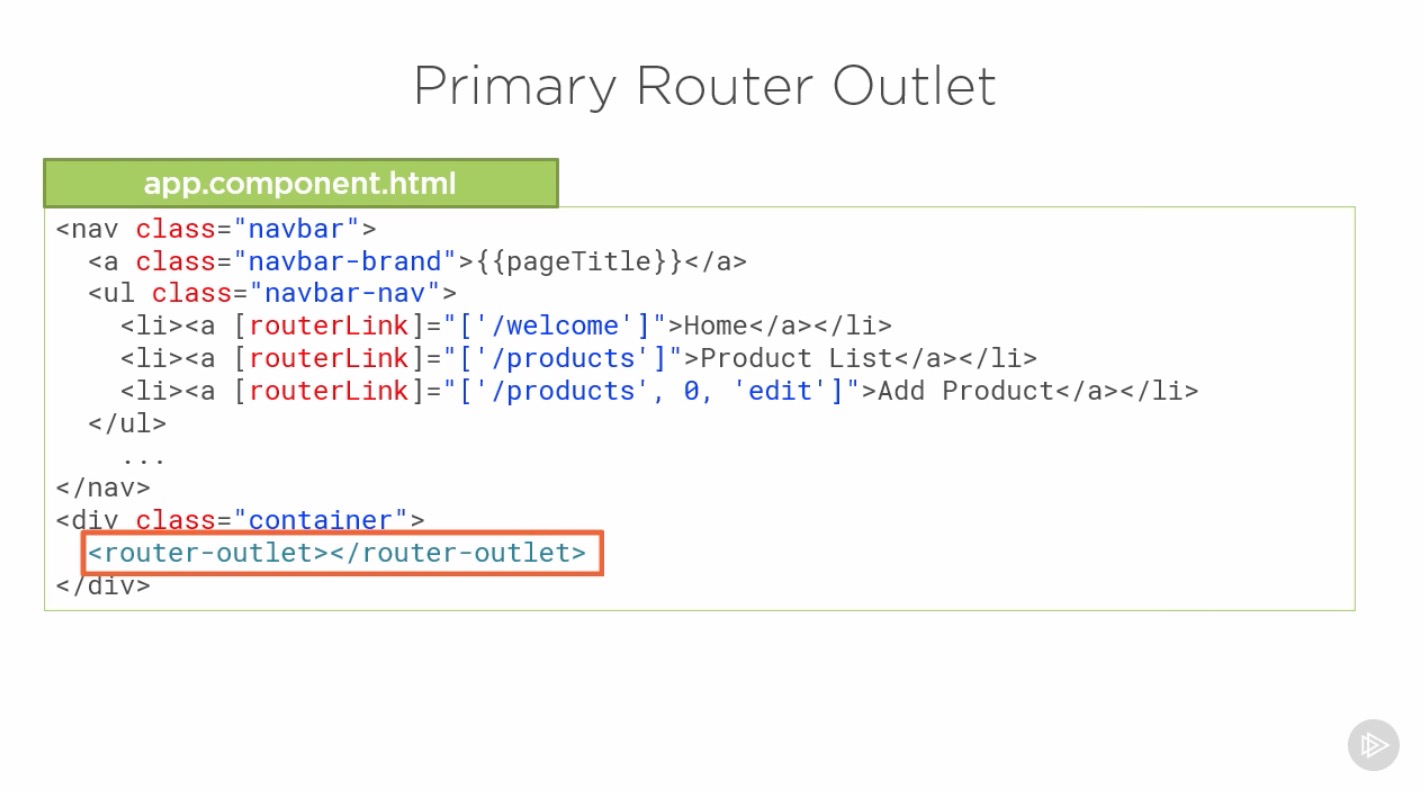 Primary Router Outlet
app.component.html
<nav class="navbar">
  <a class="navbar-brand">{{pageTitle}}</a>
  <ul class="navbar-nav">
    <li><a [routerLink]="['/welcome']">Home</a></li>
    <li><a [routerLink]="['/products']">Product List</a></li>
    <li><a [routerLink]="['/products', 0, 'edit']">Add Product</a></li>
  </ul>
    ...
</nav>
<div class="container">
  <router-outlet></router-outlet>
</div>